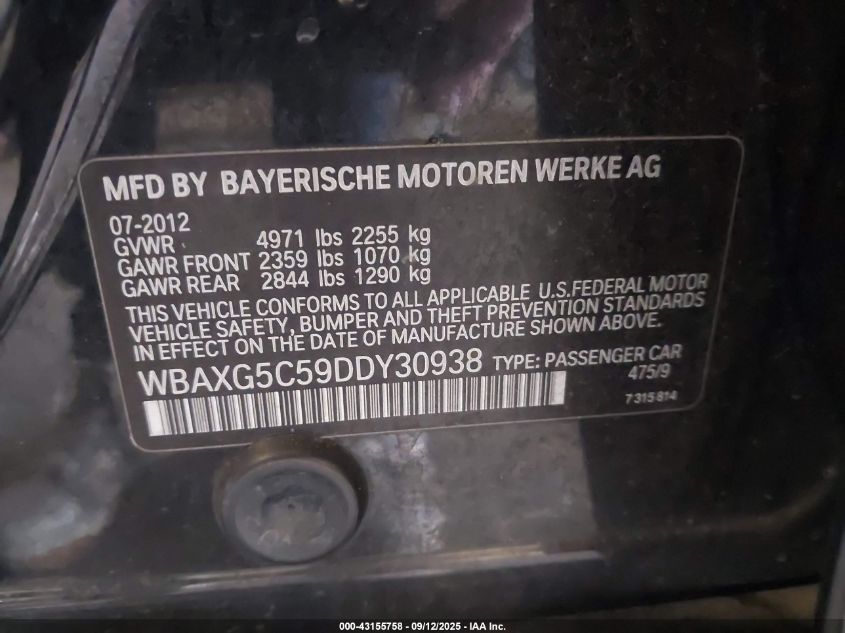 MFD BY BAYERISCHE MOTOREN WERKE AG
07-2012
GVWR 4971 lbs 2255 kg
GAWR FRONT 2359 lbs 1070 kg
GAWR REAR 2844 lbs 1290 kg
THIS VEHICLE CONFORMS TO ALL APPLICABLE U.S.FEDERAL MOTOR
VEHICLE SAFETY, BUMPER AND THEFT PREVENTION STANDARDS
IN EFFECT ON THE DATE OF MANUFACTURE SHOWN ABOVE.
WBAXG5C59DDY30938 TYPE: PASSENGER CAR
475/9
7 315 814
000-43155758 - 09/12/2025 - IAA Inc.